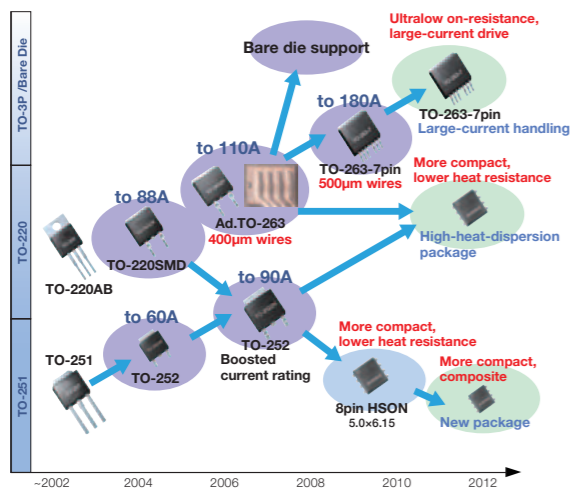 TO-3P /Bare Die
TO-220
TO-251
Ultralow on-resistance,
large-current drive
Bare die support
to 180A
TO-263-7pin
Large-current handling
TO-263-7pin
500μm wires
to 110A
Ad.TO-263
400μm wires
More compact,
lower heat resistance
High-heat-dispersion
package
to 88A
TO-220SMD
TO-220AB
to 90A
TO-252
Boosted
current rating
to 60A
TO-252
TO-251
More compact,
lower heat resistance
8pin HSON
5.0×6.15
More compact,
composite
New package
~2002
2004
2006
2008
2010
2012